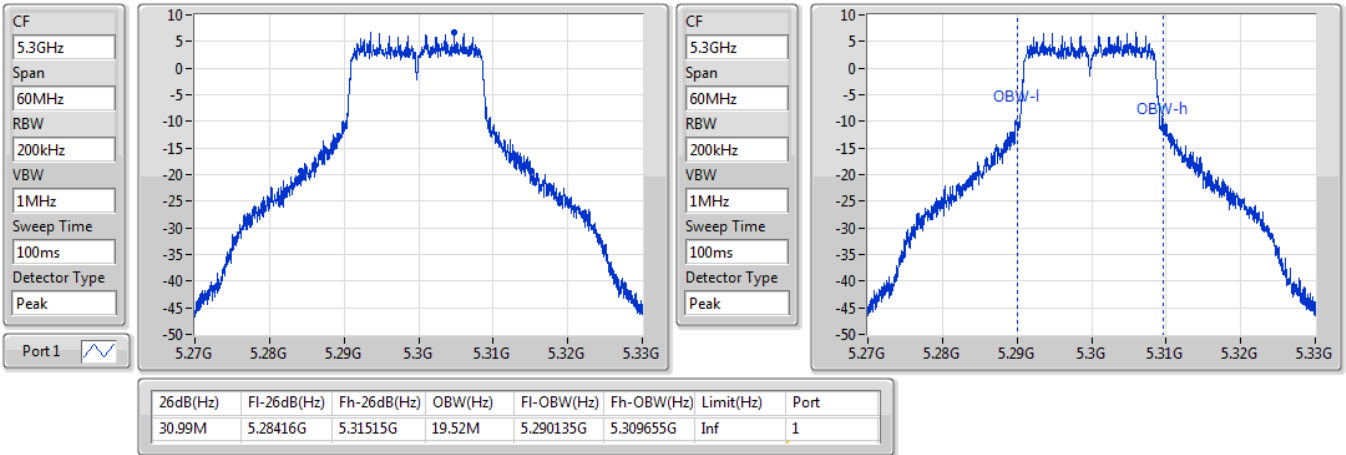 CF
5.3GHz
Span
60MHz
RBW
200kHz
VBW
1MHz
Sweep Time
100ms
Detector Type
Peak
Port 1
10
5
0
-5
-10
-15
-20
-25
-30
-35
-40
-45
-50
5.27G 5.28G 5.29G 5.3G 5.31G 5.32G 5.33G
CF
5.3GHz
Span
60MHz
RBW
200kHz
VBW
1MHz
Sweep Time
100ms
Detector Type
Peak
10
5
0
-5
-10
-15
-20
-25
-30
-35
-40
-45
-50
OBW-l
OBW-h
5.27G 5.28G 5.29G 5.3G 5.31G 5.32G 5.33G
26dB(Hz) Fl-26dB(Hz) Fh-26dB(Hz) OBW(Hz) Fl-OBW(Hz) Fh-OBW(Hz) Limit(Hz) Port
30.99M 5.28416G 5.31515G 19.52M 5.290135G 5.309655G Inf 1